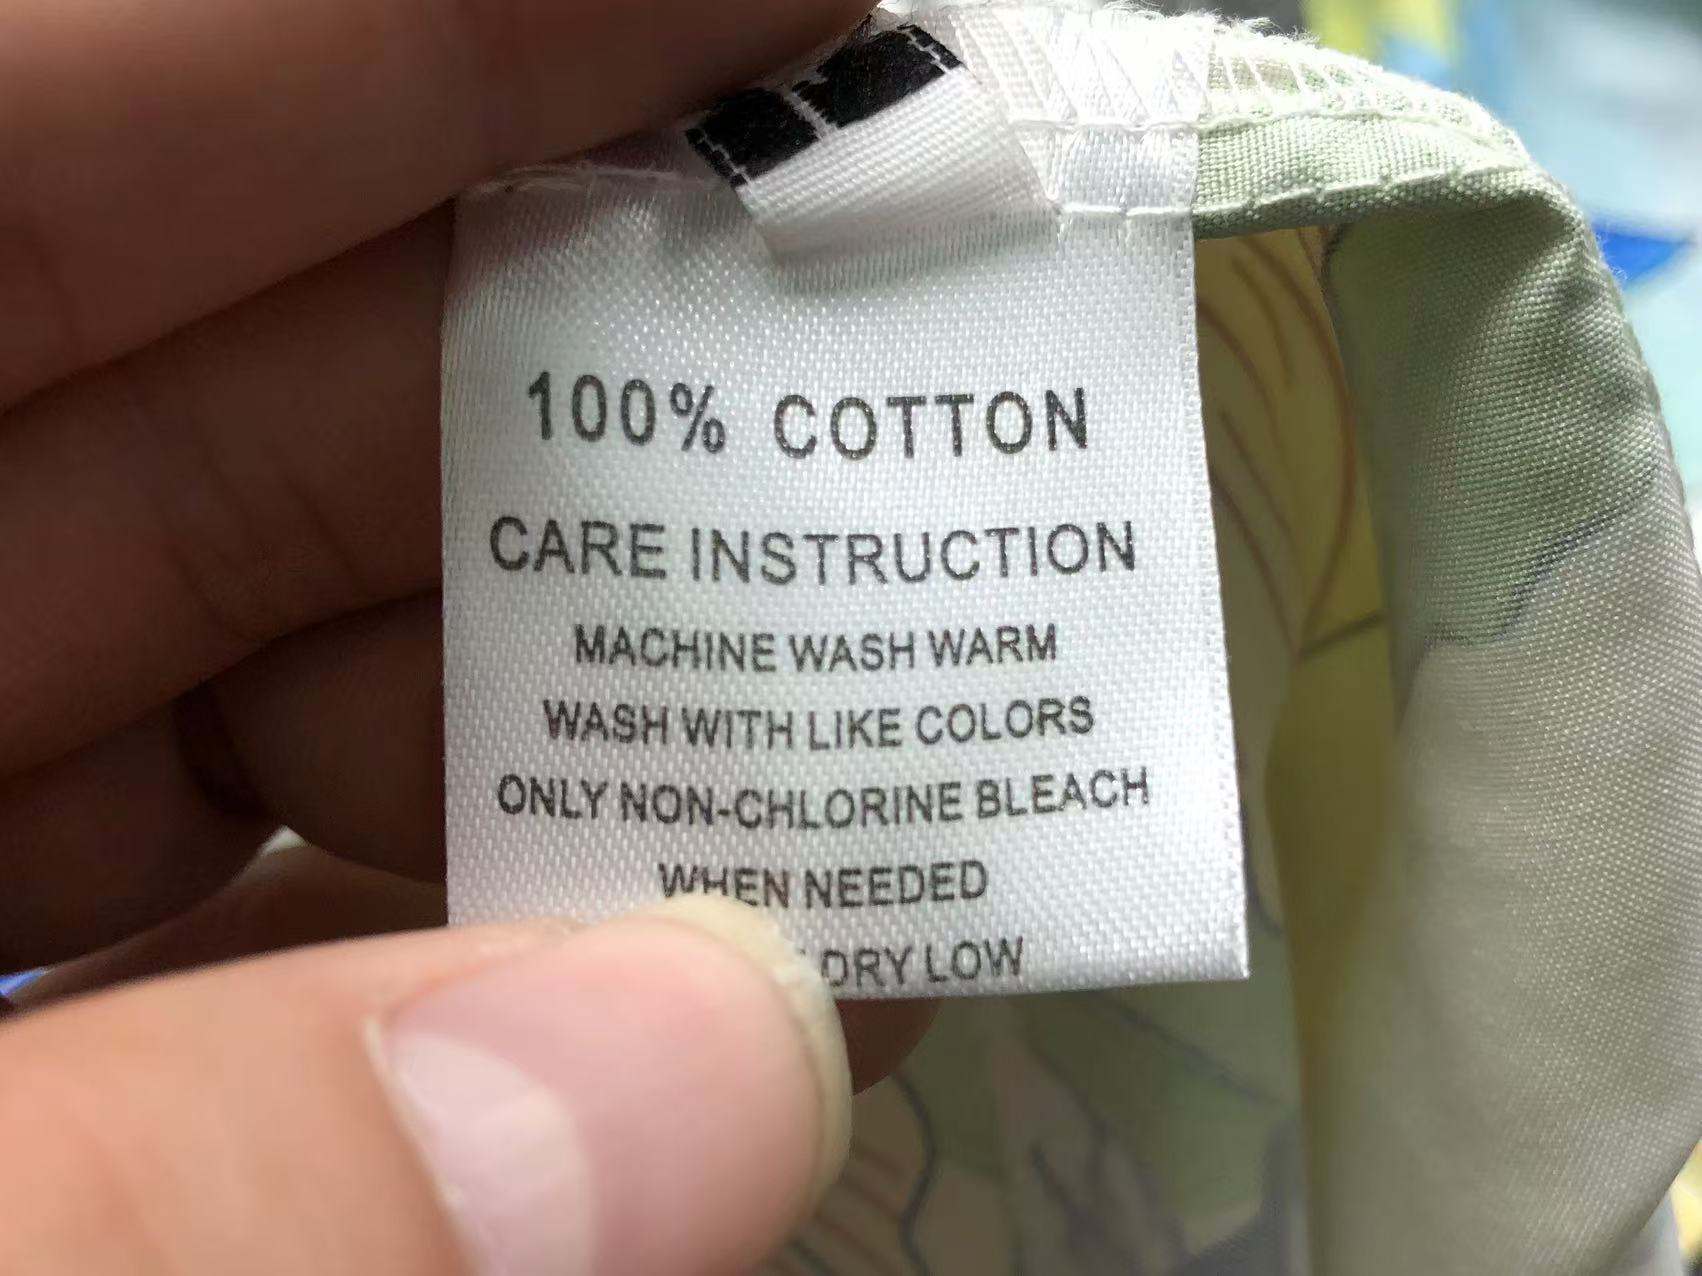 100% COTTON
CARE INSTRUCTION
MACHINE WASH WARM
WASH WITH LIKE COLORS
ONLY NON-CHLORINE BLEACH
WHEN NEEDED
DRY LOW